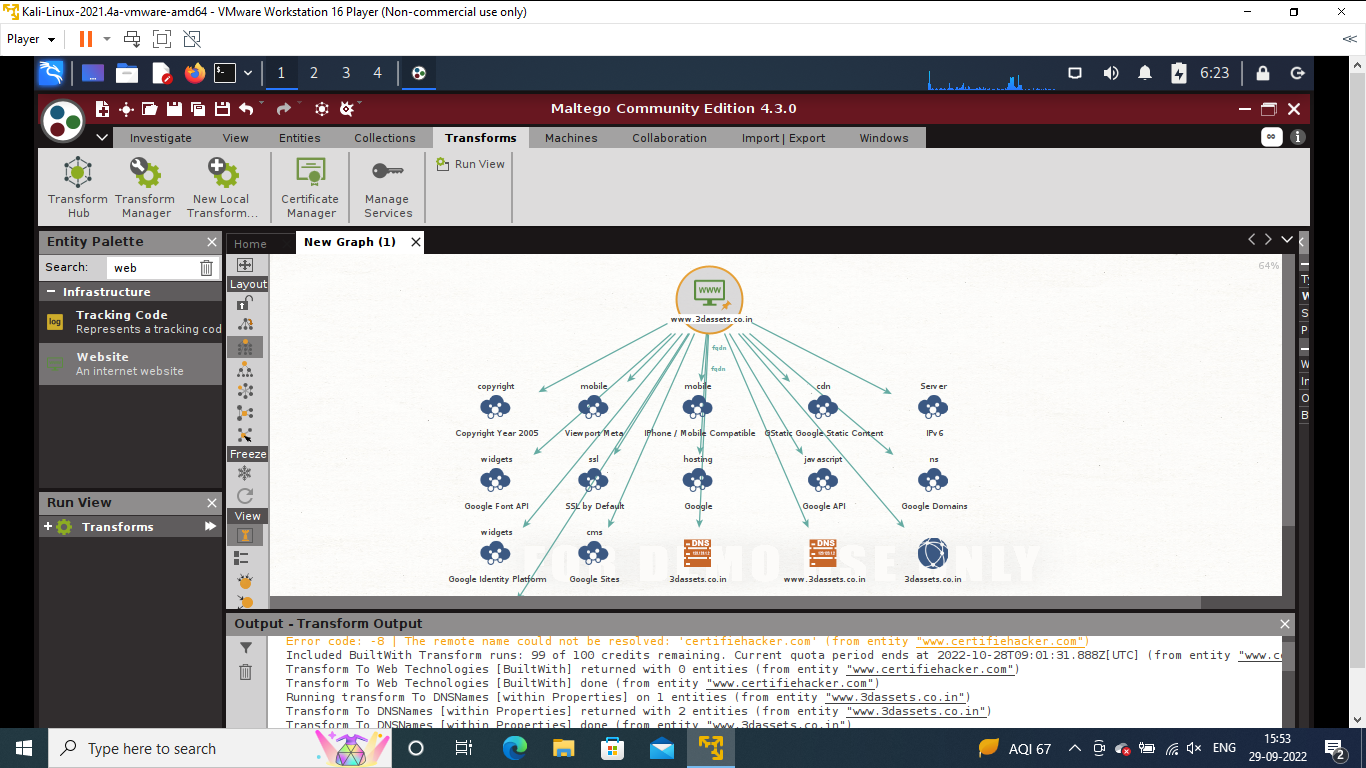 Kali-Linux-2021.4a-vmware-amd64 - VMware Workstation 16 Player (Non-commercial use only)
Player
1 2 3 4
6:23
Maltego Community Edition 4.3.0
Investigate View Entities Collections Transforms Machines Collaboration Import | Export Windows
Transform Hub
Transform Manager
New Local Transform...
Certificate Manager
Manage Services
Run View
Entity Palette
Home
New Graph (1)
Search: web
Infrastructure
log
Tracking Code
Represents a tracking cod
Website
An internet website
Layout
Freeze
View
64%
www
www.3dassets.co.in
fqdn
fqdn
copyright mobile mobile cdn Server
Copyright Year 2005 Viewport Meta IPhone / Mobile Compatible GStatic Google Static Content IPv6
widgets ssl hosting javascript ns
Google Font API SSL by Default Google Google API Google Domains
widgets cms
DNS DNS
Google Identity Platform Google Sites 3dassets.co.in www.3dassets.co.in 3dassets.co.in
FOR DEMO USE ONLY
Ty
W
S
P
W
In
O
B
Run View
Transforms
Output - Transform Output
Error code: -8 | The remote name could not be resolved: 'certifiehacker.com' (from entity "www.certifiehacker.com")
Included BuiltWith Transform runs: 99 of 100 credits remaining. Current quota period ends at 2022-10-28T09:01:31.888Z[UTC] (from entity "www.ce
Transform To Web Technologies [BuiltWith] returned with 0 entities (from entity "www.certifiehacker.com")
Transform To Web Technologies [BuiltWith] done (from entity "www.certifiehacker.com")
Running transform To DNSNames [within Properties] on 1 entities (from entity "www.3dassets.co.in")
Transform To DNSNames [within Properties] returned with 2 entities (from entity "www.3dassets.co.in")
Transform To DNSNames [within Properties] done (from entity "www.3dassets.co.in")
Type here to search
AQI 67
ENG
15:53
29-09-2022
2